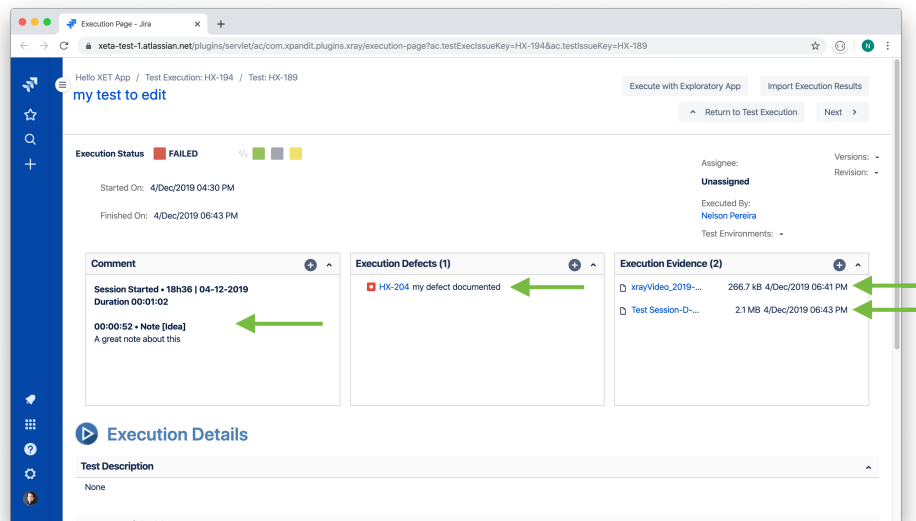 Execution Page - Jira
xeta-test-1.atlassian.net/plugins/servlet/ac/com.xpandit.plugins.xray/execution-page?ac.testExecIssueKey=HX-194&ac.testIssueKey=HX-189
N
Hello XET App / Test Execution: HX-194 / Test: HX-189
my test to edit
Execute with Exploratory App
Import Execution Results
Return to Test Execution
Next
Execution Status FAILED
Started On: 4/Dec/2019 04:30 PM
Finished On: 4/Dec/2019 06:43 PM
Assignee:
Unassigned
Executed By:
Nelson Pereira
Test Environments: -
Versions: -
Revision: -
Comment
Session Started • 18h36 | 04-12-2019
Duration 00:01:02
00:00:52 • Note [Idea]
A great note about this
Execution Defects (1)
HX-204 my defect documented
Execution Evidence (2)
xrayVideo_2019-... 266.7 kB 4/Dec/2019 06:41 PM
Test Session-D-... 2.1 MB 4/Dec/2019 06:43 PM
Execution Details
Test Description
None